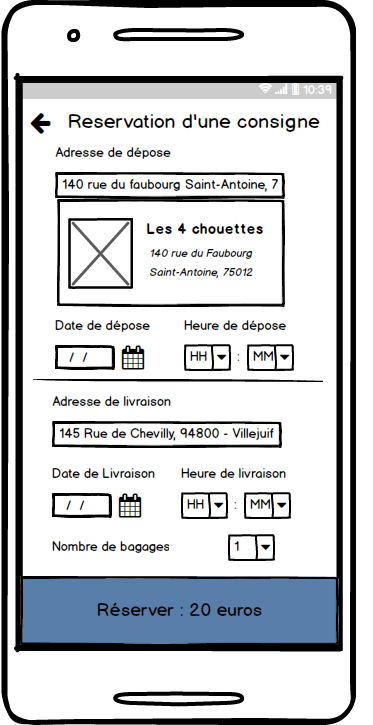 10:39
Reservation d'une consigne
Adresse de dépose
140 rue du faubourg Saint-Antoine, 7
Les 4 chouettes
140 rue du Faubourg
Saint-Antoine, 75012
Date de dépose Heure de dépose
/ / HH : MM
Adresse de livraison
145 Rue de Chevilly, 94800 - Villejuif
Date de Livraison Heure de livraison
/ / HH : MM
Nombre de bagages 1
Réserver : 20 euros